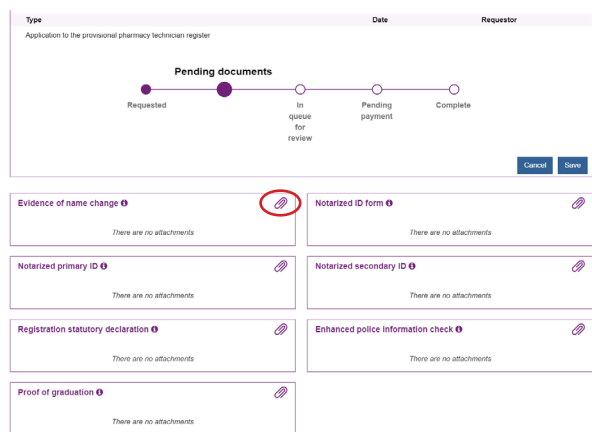 Type Date Requestor
Application to the provisional pharmacy technician register
Pending documents
Requested In queue for review Pending payment Complete
Cancel Save
Evidence of name change Notarized ID form
There are no attachments There are no attachments
Notarized primary ID Notarized secondary ID
There are no attachments There are no attachments
Registration statutory declaration Enhanced police information check
There are no attachments There are no attachments
Proof of graduation
There are no attachments